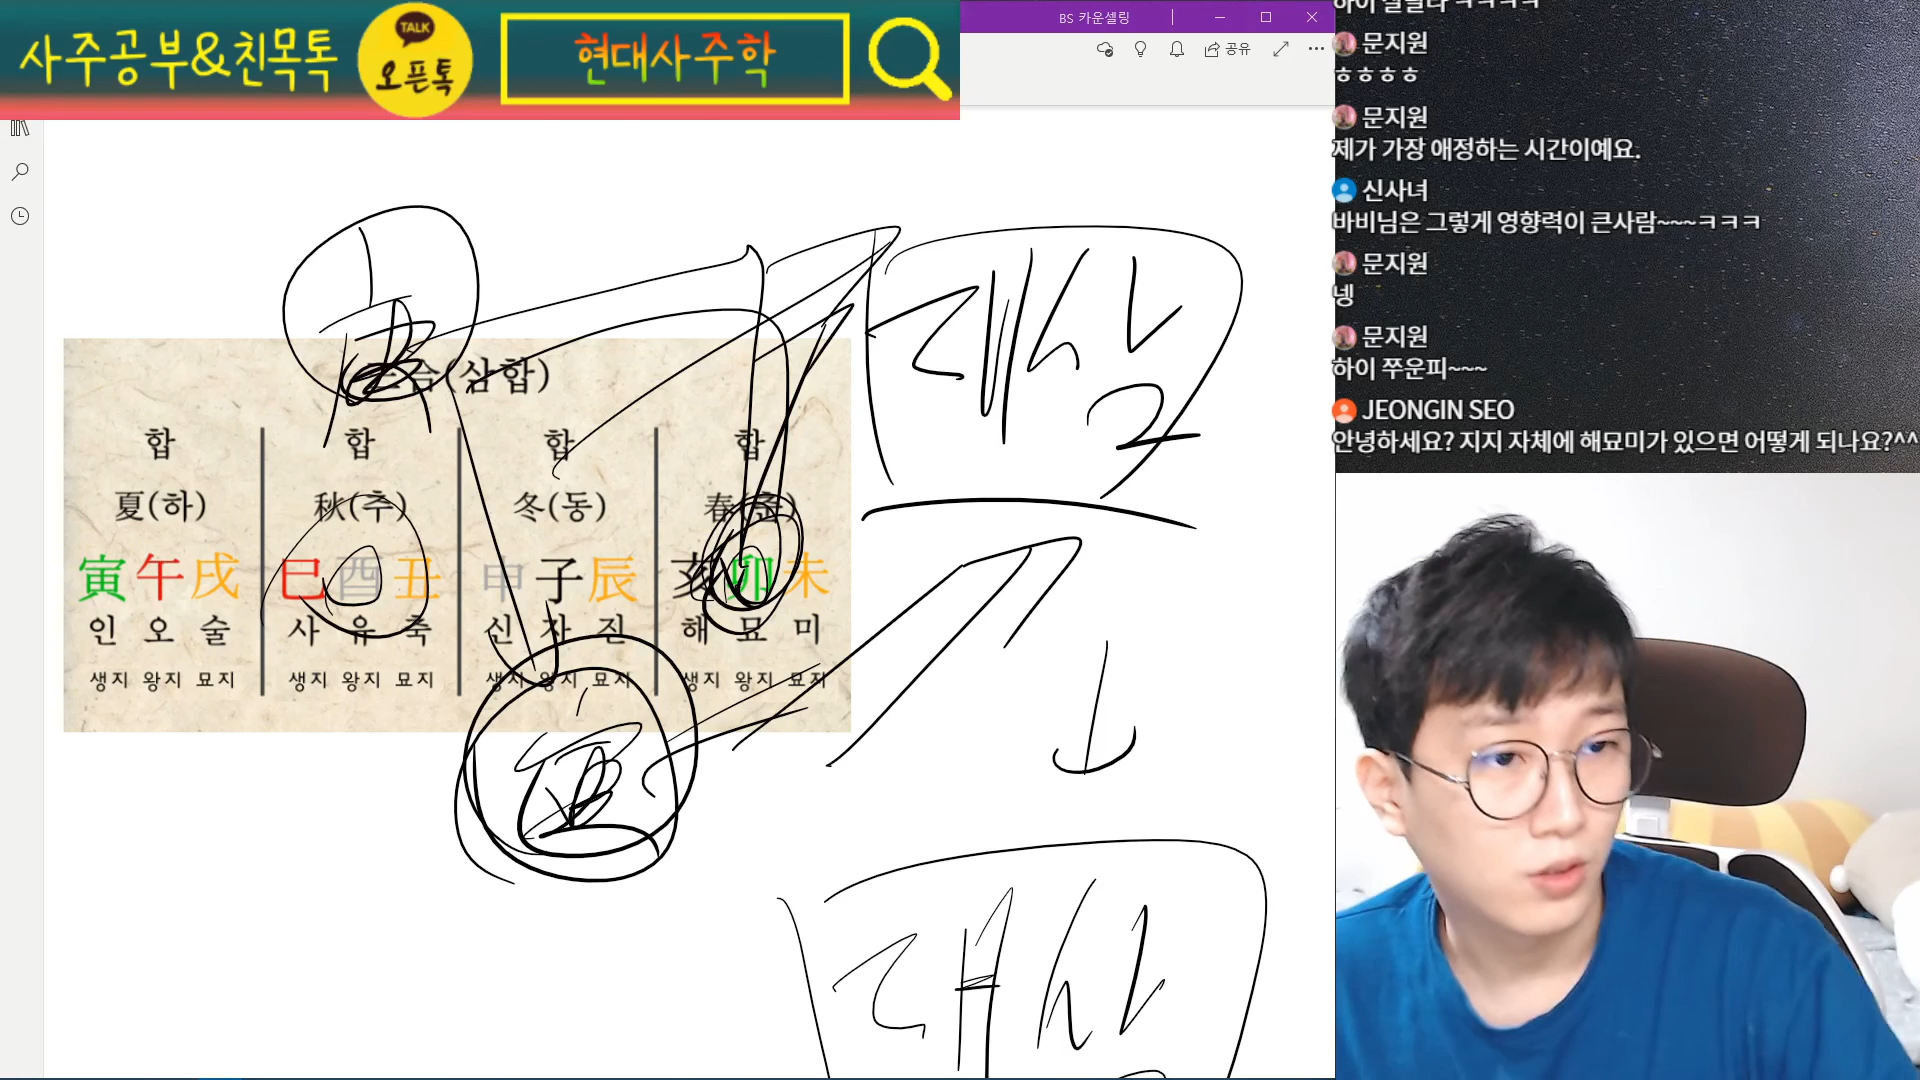 사주공부&친목톡
TALK
오픈톡
현대사주학
BS 카운슬링
공유
합(삼합)
합
夏(하)
寅午戌
인 오 술
생지 왕지 묘지
합
秋(추)
巳酉丑
사 유 축
생지 왕지 묘지
합
冬(동)
申子辰
신 자 진
생지 왕지 묘지
합
春(춘)
亥卯未
해 묘 미
생지 왕지 묘지
문지원
ㅎㅎㅎㅎ
문지원
제가 가장 애정하는 시간이예요.
신사녀
바비님은 그렇게 영향력이 큰사람~~~ㅋㅋㅋ
문지원
넹
문지원
하이 쭈운피~~~
JEONGIN SEO
안녕하세요? 지지 자체에 해묘미가 있으면 어떻게 되나요?^^